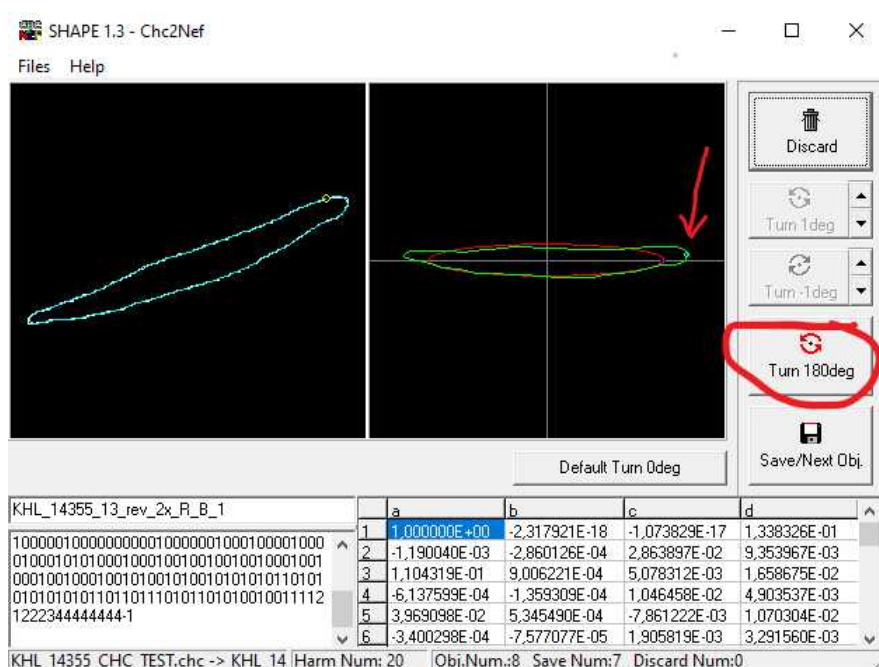 SHAPE 1.3 - Chc2Nef
Files Help
Discard
Turn 1deg
Turn -1deg
Turn 180deg
Save/Next Obj.
Default Turn 0deg
KHL_14355_13_rev_2x_R_B_1
1000001000000000010000001000100001000
0100010101000100010010010010010001001
0001001000100101001010010101010110101
0101010101101101110101101010010011112
1222344444444-1
a b c d
1 1,000000E+00 -2,317921E-18 -1,073829E-17 1,338326E-01
2 -1,190040E-03 -2,860126E-04 2,863897E-02 9,353967E-03
3 1,104319E-01 9,006221E-04 5,078312E-03 1,658675E-02
4 -6,137599E-04 -1,359309E-04 1,046458E-02 4,903537E-03
5 3,969098E-02 5,345490E-04 -7,861222E-03 1,070304E-02
6 -3,400298E-04 -7,577077E-05 1,905819E-03 3,291560E-03
KHL_14355_CHC_TEST.chc -> KHL_14 Harm Num: 20 Obj.Num.:8 Save Num:7 Discard Num:0